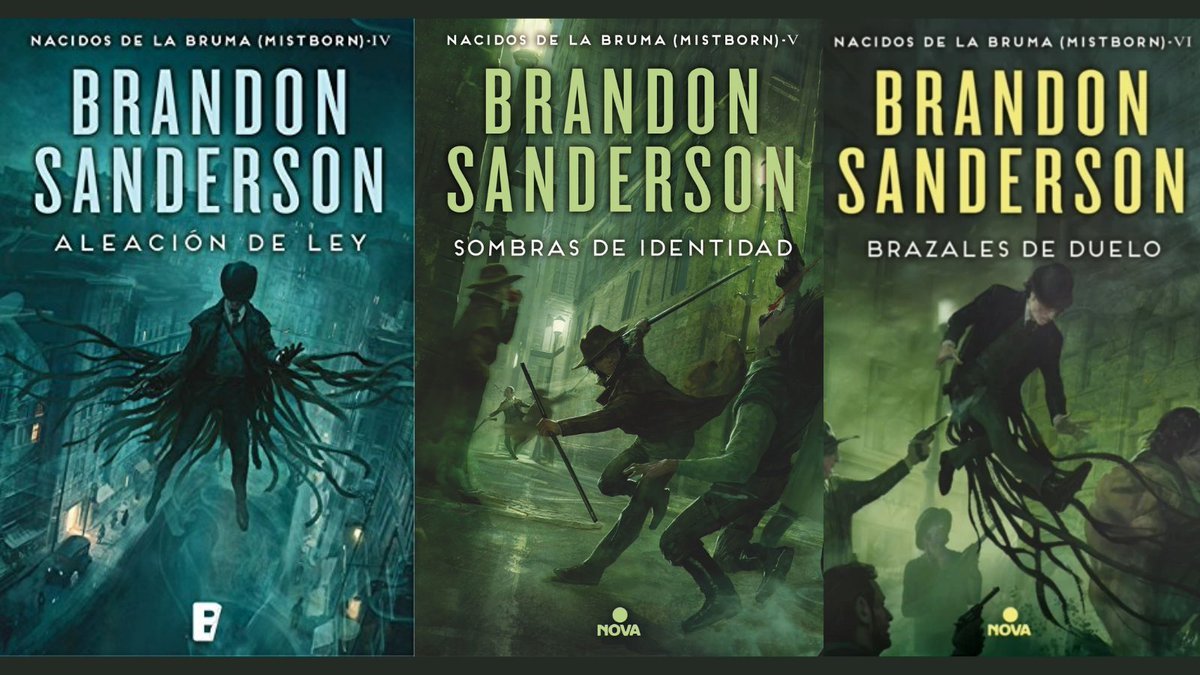 NACIDOS DE LA BRUMA (MISTBORN)-IV
BRANDON
SANDERSON
ALEACIÓN DE LEY
B
NACIDOS DE LA BRUMA (MISTBORN)-V
BRANDON
SANDERSON
SOMBRAS DE IDENTIDAD
NOVA
NACIDOS DE LA BRUMA (MISTBORN)-VI
BRANDON
SANDERSON
BRAZALES DE DUELO
NOVA